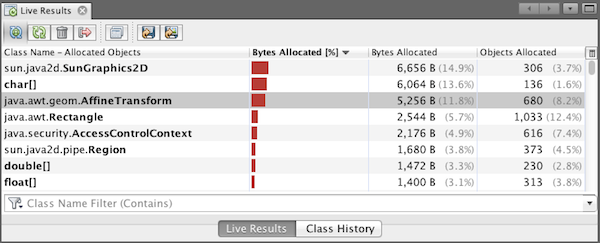 Live Results
Class Name – Allocated Objects Bytes Allocated [%] Bytes Allocated Objects Allocated
sun.java2d.SunGraphics2D 6,656 B (14.9%) 306 (3.7%)
char[] 6,064 B (13.6%) 136 (1.6%)
java.awt.geom.AffineTransform 5,256 B (11.8%) 680 (8.2%)
java.awt.Rectangle 2,544 B (5.7%) 1,033 (12.4%)
java.security.AccessControlContext 2,176 B (4.9%) 616 (7.4%)
sun.java2d.pipe.Region 1,680 B (3.8%) 373 (4.5%)
double[] 1,472 B (3.3%) 230 (2.8%)
float[] 1,400 B (3.1%) 313 (3.8%)
Class Name Filter (Contains)
Live Results Class History